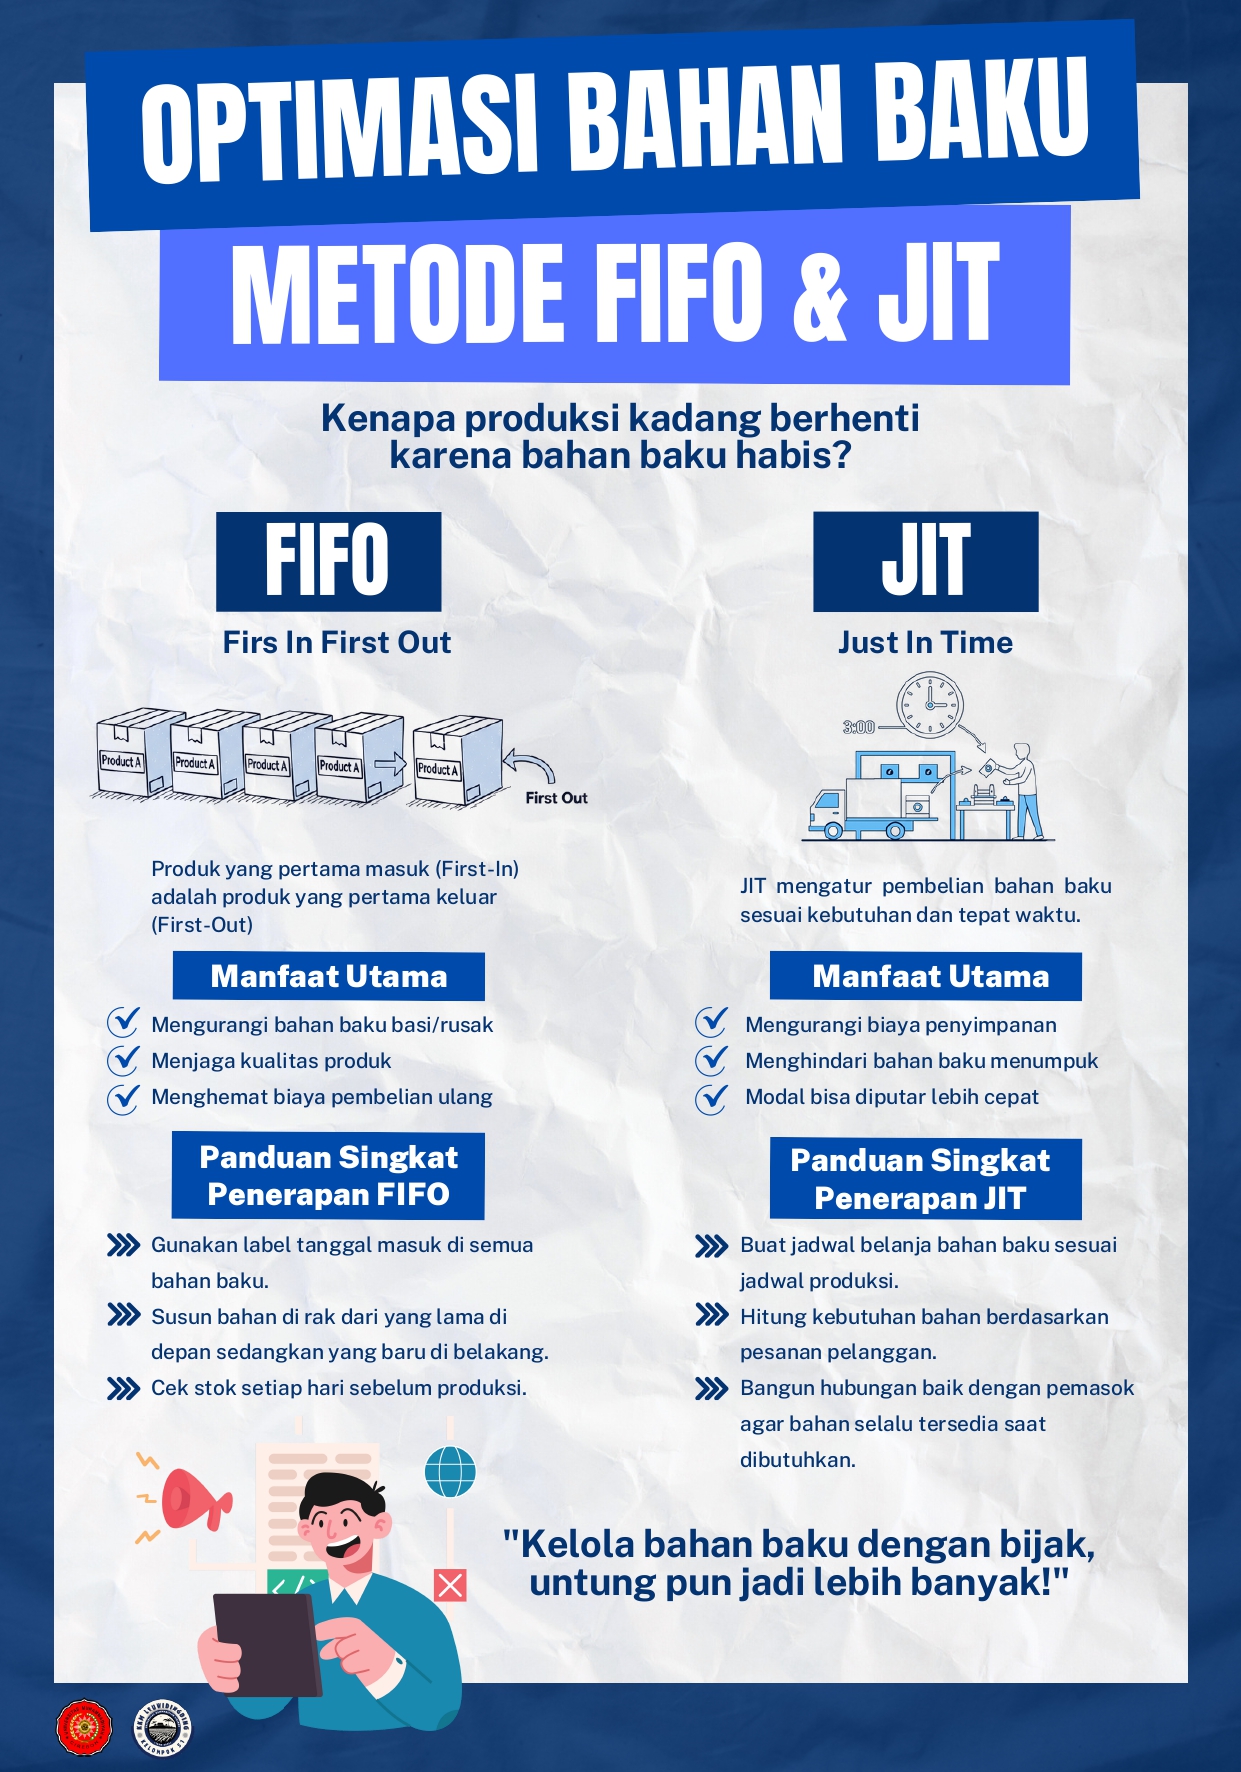 OPTIMASI BAHAN BAKU
METODE FIFO & JIT
Kenapa produksi kadang berhenti
karena bahan baku habis?
FIFO
Firs In First Out
Product A
Product A
Product A
Product A
Product A
First Out
Produk yang pertama masuk (First-In)
adalah produk yang pertama keluar
(First-Out)
Manfaat Utama
Mengurangi bahan baku basi/rusak
Menjaga kualitas produk
Menghemat biaya pembelian ulang
Panduan Singkat
Penerapan FIFO
Gunakan label tanggal masuk di semua
bahan baku.
Susun bahan di rak dari yang lama di
depan sedangkan yang baru di belakang.
Cek stok setiap hari sebelum produksi.
JIT
Just In Time
3:00
JIT mengatur pembelian bahan baku
sesuai kebutuhan dan tepat waktu.
Manfaat Utama
Mengurangi biaya penyimpanan
Menghindari bahan baku menumpuk
Modal bisa diputar lebih cepat
Panduan Singkat
Penerapan JIT
Buat jadwal belanja bahan baku sesuai
jadwal produksi.
Hitung kebutuhan bahan berdasarkan
pesanan pelanggan.
Bangun hubungan baik dengan pemasok
agar bahan selalu tersedia saat
dibutuhkan.
</>
"Kelola bahan baku dengan bijak,
untung pun jadi lebih banyak!"
KELOMPOK